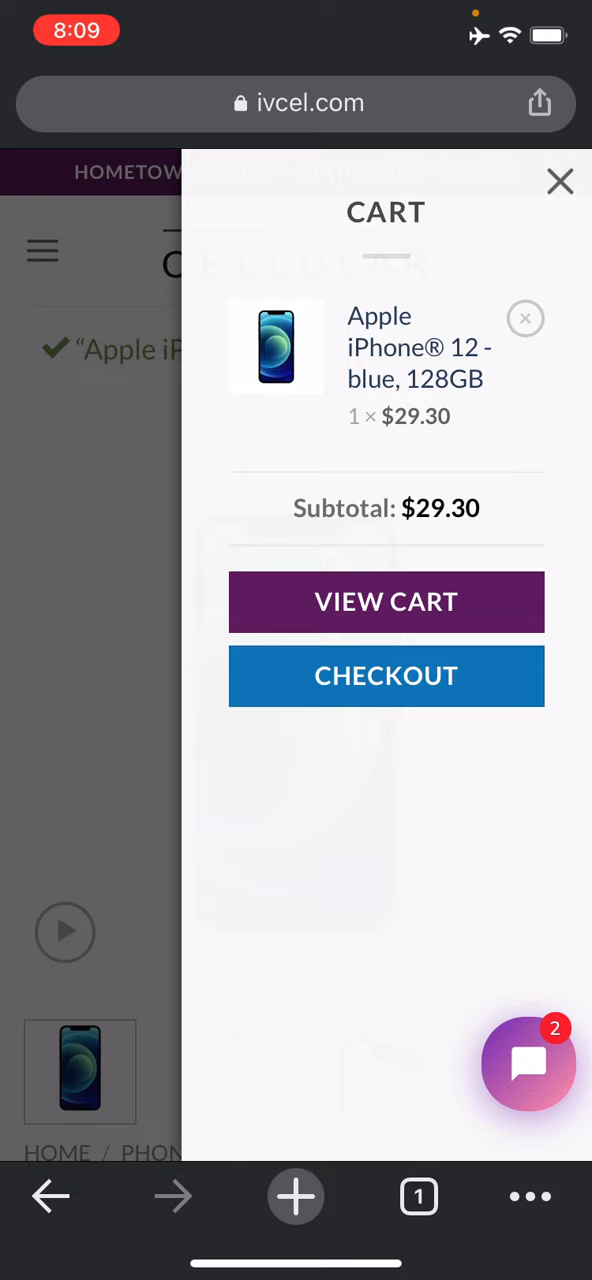 8:09
ivcel.com
HOMETOW
CART
CELLULAR
Apple
iPhone® 12 -
blue, 128GB
1 × $29.30
"Apple iP
Subtotal: $29.30
VIEW CART
CHECKOUT
2
HOME / PHON
1